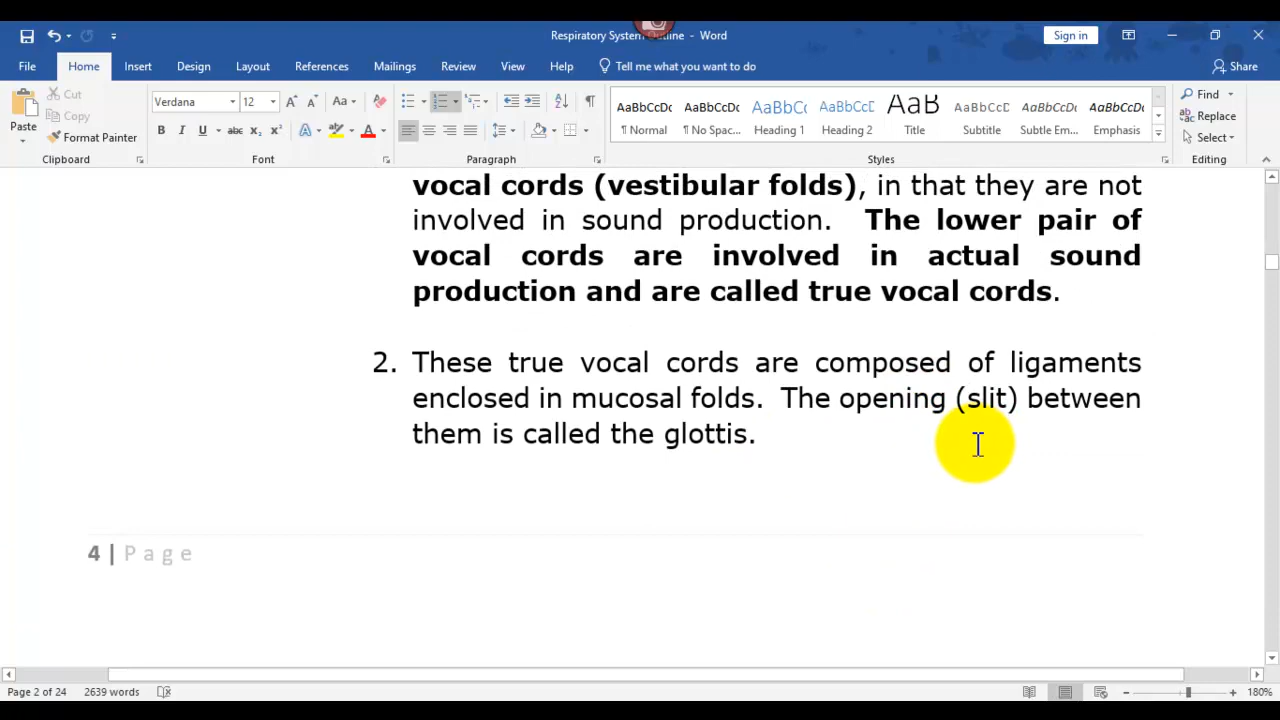 Respiratory System Outline - Word
Sign in
File Home Insert Design Layout References Mailings Review View Help Tell me what you want to do Share
Paste Cut Copy Format Painter
Clipboard
Verdana 12
Font
Paragraph
AaBbCcDc ¶ Normal
AaBbCcDc ¶ No Spac...
AaBbCc Heading 1
AaBbCcD Heading 2
AaB Title
AaBbCcD Subtitle
AaBbCcDc Subtle Em...
AaBbCcDc Emphasis
Styles
Find
Replace
Select
Editing
vocal cords (vestibular folds), in that they are not
involved in sound production. The lower pair of
vocal cords are involved in actual sound
production and are called true vocal cords.
2. These true vocal cords are composed of ligaments
enclosed in mucosal folds. The opening (slit) between
them is called the glottis.
4 | Page
Page 2 of 24 2639 words 180%